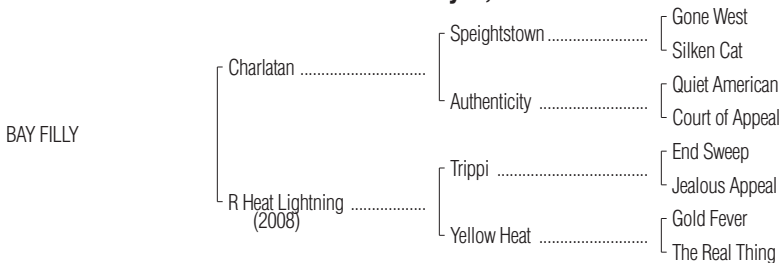 Gone West
Speightstown
Silken Cat
Charlatan
Quiet American
Authenticity
Court of Appeal
BAY FILLY
End Sweep
Trippi
Jealous Appeal
R Heat Lightning
(2008)
Gold Fever
Yellow Heat
The Real Thing